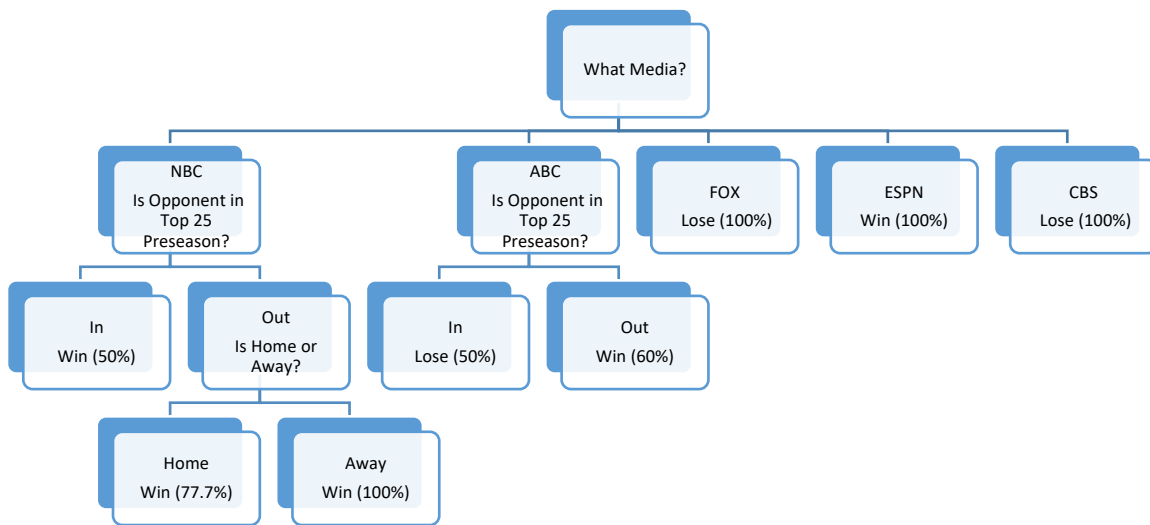 What Media?
NBC
Is Opponent in
Top 25
Preseason?
ABC
Is Opponent in
Top 25
Preseason?
FOX
Lose (100%)
ESPN
Win (100%)
CBS
Lose (100%)
In
Win (50%)
Out
Is Home or
Away?
In
Lose (50%)
Out
Win (60%)
Home
Win (77.7%)
Away
Win (100%)